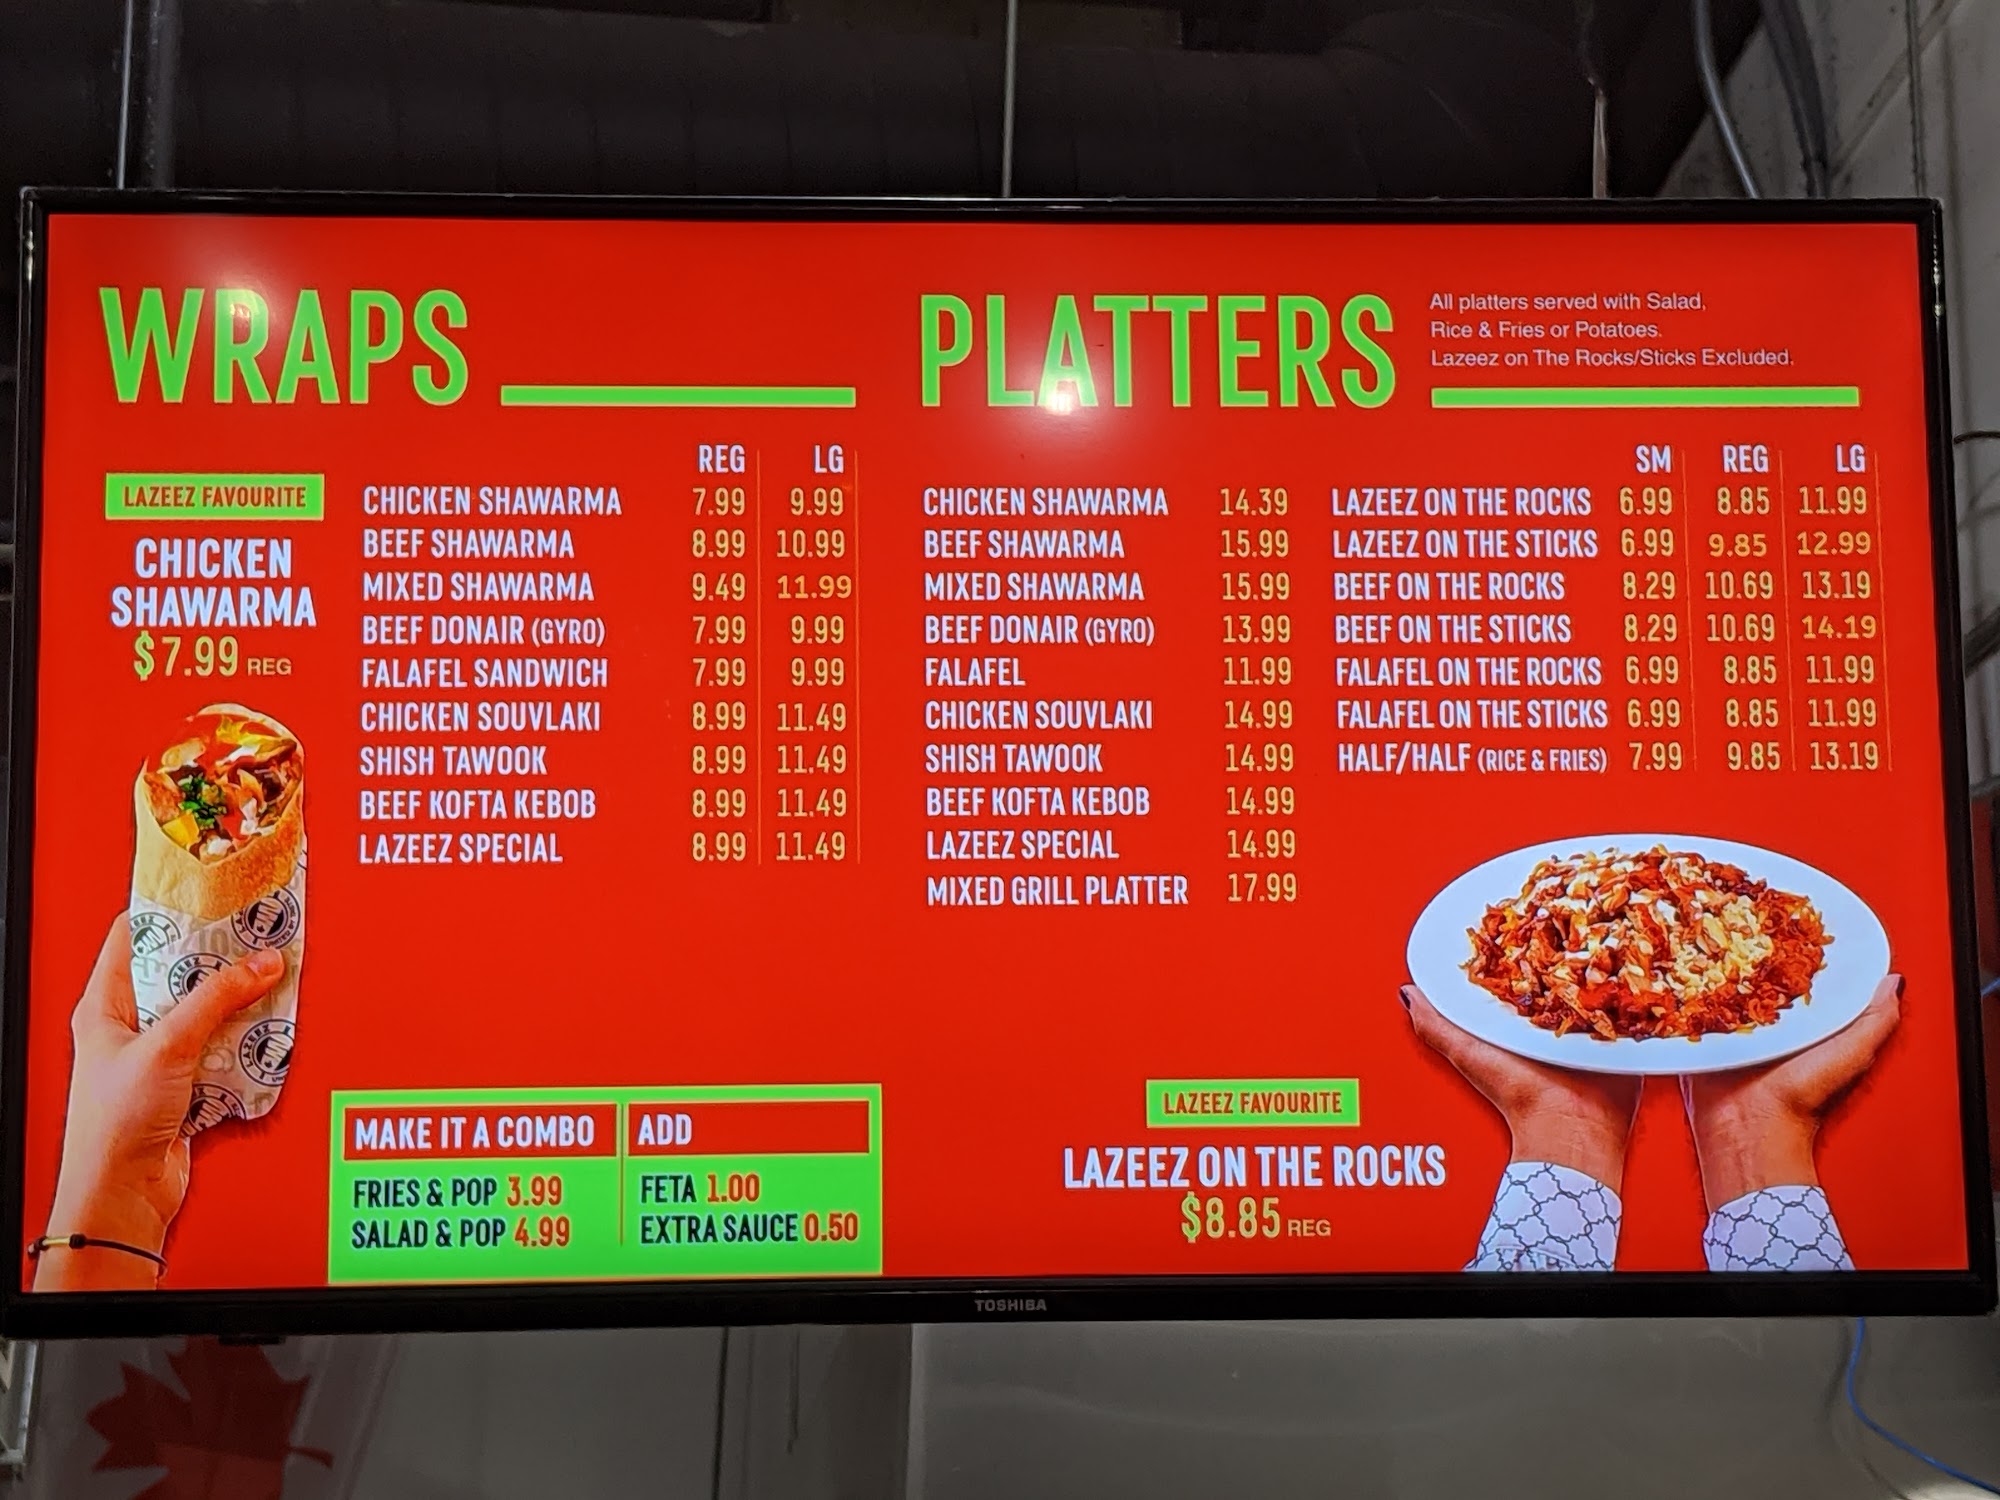 WRAPS
REG LG
LAZEEZ FAVOURITE
CHICKEN
SHAWARMA
$7.99 REG
CHICKEN SHAWARMA 7.99 9.99
BEEF SHAWARMA 8.99 10.99
MIXED SHAWARMA 9.49 11.99
BEEF DONAIR (GYRO) 7.99 9.99
FALAFEL SANDWICH 7.99 9.99
CHICKEN SOUVLAKI 8.99 11.49
SHISH TAWOOK 8.99 11.49
BEEF KOFTA KEBOB 8.99 11.49
LAZEEZ SPECIAL 8.99 11.49
MAKE IT A COMBO
FRIES & POP 3.99
SALAD & POP 4.99
ADD
FETA 1.00
EXTRA SAUCE 0.50
PLATTERS
All platters served with Salad,
Rice & Fries or Potatoes.
Lazeez on The Rocks/Sticks Excluded.
CHICKEN SHAWARMA 14.39
BEEF SHAWARMA 15.99
MIXED SHAWARMA 15.99
BEEF DONAIR (GYRO) 13.99
FALAFEL 11.99
CHICKEN SOUVLAKI 14.99
SHISH TAWOOK 14.99
BEEF KOFTA KEBOB 14.99
LAZEEZ SPECIAL 14.99
MIXED GRILL PLATTER 17.99
SM REG LG
LAZEEZ ON THE ROCKS 6.99 8.85 11.99
LAZEEZ ON THE STICKS 6.99 9.85 12.99
BEEF ON THE ROCKS 8.29 10.69 13.19
BEEF ON THE STICKS 8.29 10.69 14.19
FALAFEL ON THE ROCKS 6.99 8.85 11.99
FALAFEL ON THE STICKS 6.99 8.85 11.99
HALF/HALF (RICE & FRIES) 7.99 9.85 13.19
LAZEEZ FAVOURITE
LAZEEZ ON THE ROCKS
$8.85 REG
TOSHIBA